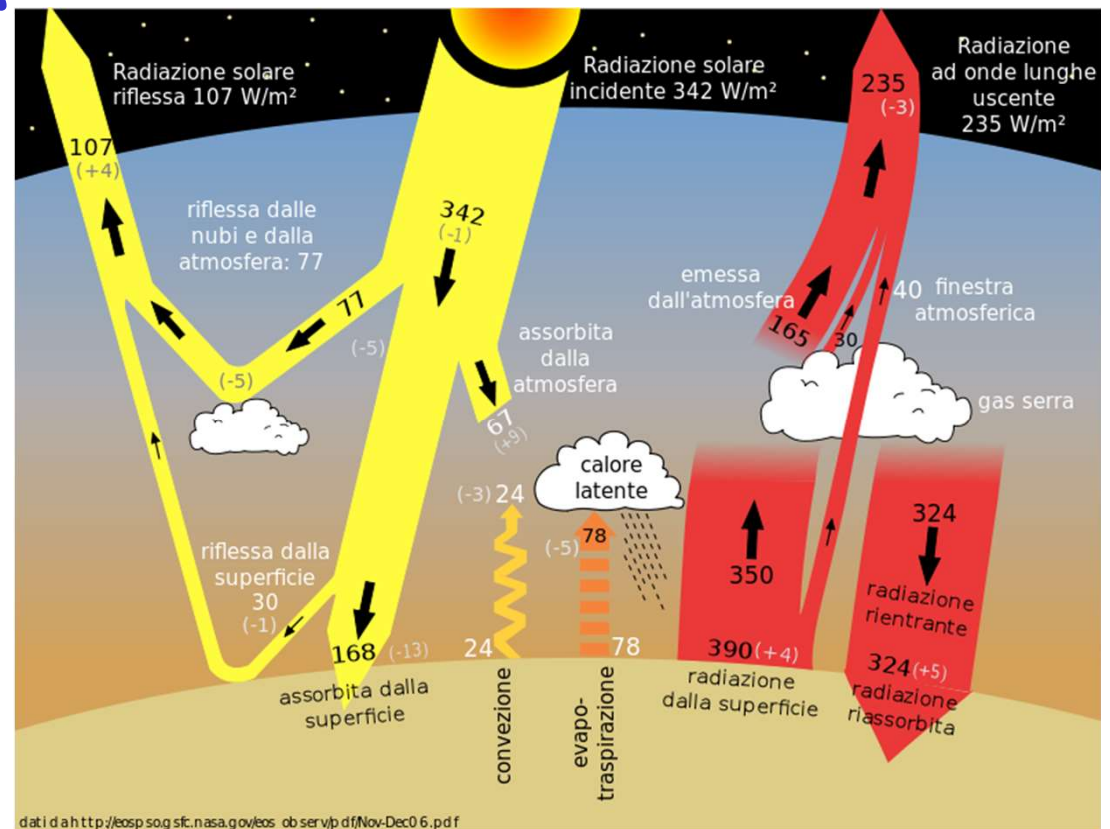 Radiazione solare
riflessa 107 W/m²
Radiazione solare
incidente 342 W/m²
Radiazione
ad onde lunghe
uscente
235 W/m²
235
(-3)
107
(+4)
riflessa dalle
nubi e dalla
atmosfera: 77
342
(-1)
77
(-5)
(-5)
emessa
dall'atmosfera
165
30
40 finestra
atmosferica
assorbita
dalla
atmosfera
67
(+9)
gas serra
calore
latente
(-3) 24
78
(-5)
324
radiazione
rientrante
350
riflessa dalla
superficie
30
(-1)
168 (-13)
assorbita dalla
superficie
24
convezione
78
evapo-
traspirazione
390 (+4)
radiazione
dalla superficie
324 (+5)
radiazione
riassorbita
dati da http://eospso.gsfc.nasa.gov/eos_observ/pdf/Nov-Dec06.pdf